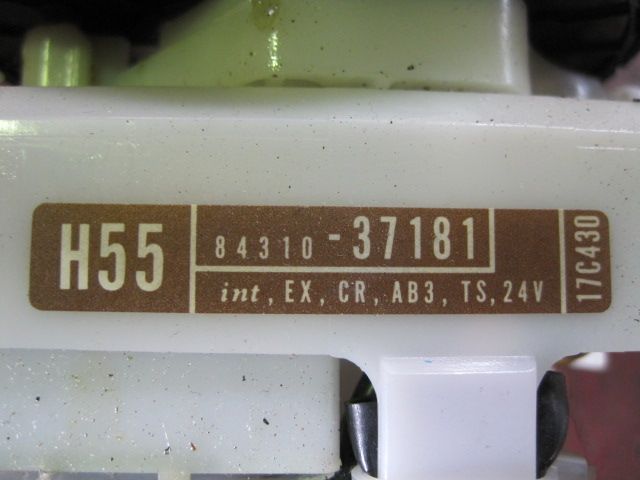 H55
84310-37181
int, EX, CR, AB3, TS, 24V
17C430